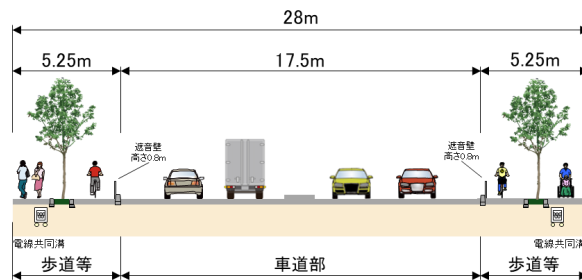 28m
5.25m
17.5m
5.25m
遮音壁
高さ0.8m
遮音壁
高さ0.8m
電線共同溝
電線共同溝
歩道等
車道部
歩道等